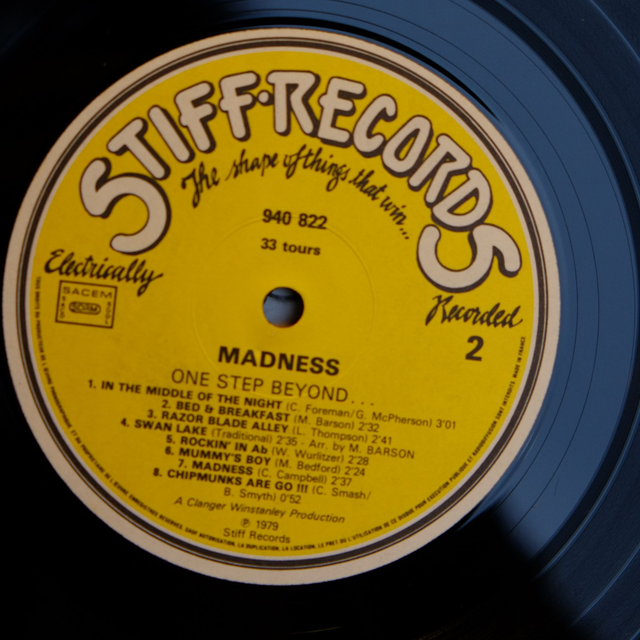 STIFF·RECORDS
The shape of things that win...
940 822
33 tours
Electrically
SACEM
Recorded
2
MADNESS
ONE STEP BEYOND...
1. IN THE MIDDLE OF THE NIGHT (C. Foreman/G. McPherson) 3'01
2. BED & BREAKFAST (M. Barson) 2'32
3. RAZOR BLADE ALLEY (L. Thompson) 2'41
4. SWAN LAKE (Traditional) 2'35 - Arr. by M. BARSON
5. ROCKIN' IN Ab (W. Wurlitzer) 2'28
6. MUMMY'S BOY (M. Bedford) 2'24
7. MADNESS (C. Campbell) 2'37
8. CHIPMUNKS ARE GO !!! (C. Smash/
B. Smyth) 0'52
A Clanger Winstanley Production
℗ 1979
Stiff Records
MADE IN FRANCE